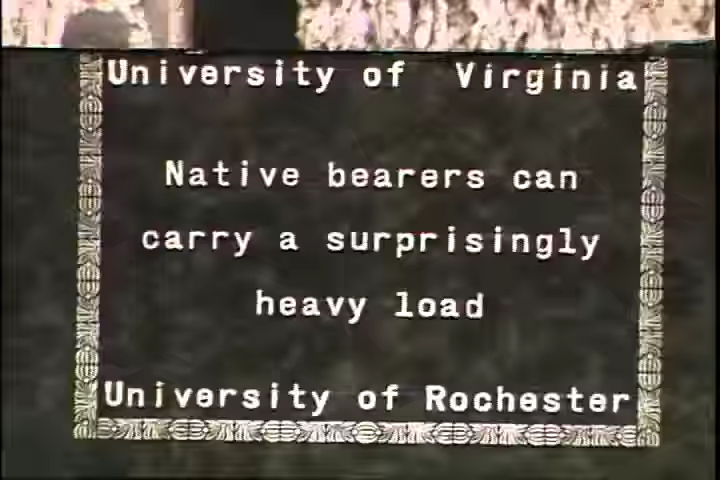 University of Virginia
Native bearers can
carry a surprisingly
heavy load
University of Rochester